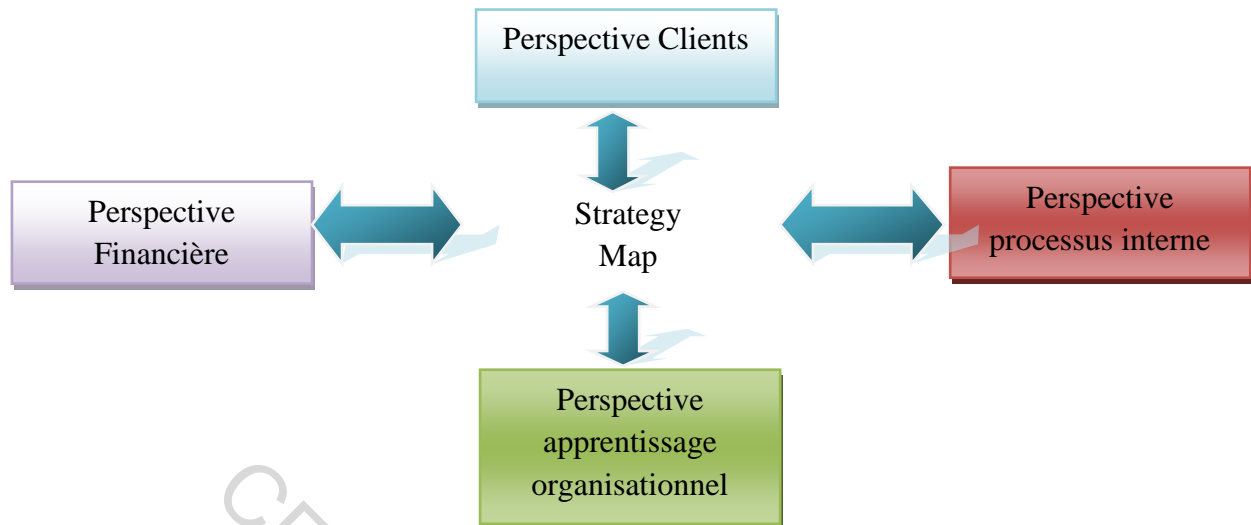 Perspective Clients
Perspective
Financière
Strategy
Map
Perspective
processus interne
Perspective
apprentissage
organisationnel